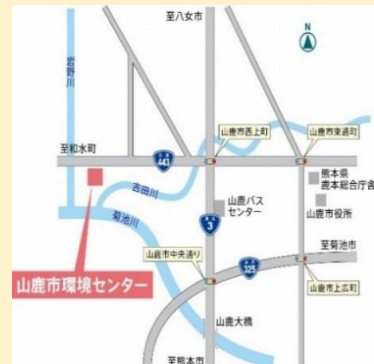 至八女市
N
岩野川
山鹿市西上町
山鹿市東通町
至和水町
443
吉田川
熊本県
鹿本総合庁舎
山鹿バス
センター
3
山鹿市役所
菊池川
山鹿市中央通り
至菊池市
325
山鹿市環境センター
山鹿市上広町
山鹿大橋
至熊本市